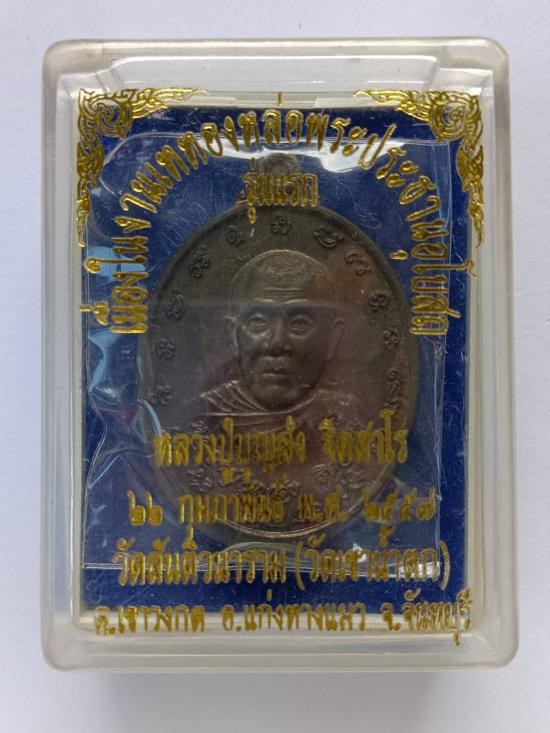 เนื่องในงานเททองหล่อพระประธานอุโบสถ
รุ่นแรก
หลวงปู่บุญส่ง ฐิตสาโร
๒๒ กุมภาพันธ์ พ.ศ. ๒๕๕๗
วัดสันติวนาราม (วัดเขาน้ำตก)
ต.เขาวงกต อ.แก่งหางแมว จ.จันทบุรี